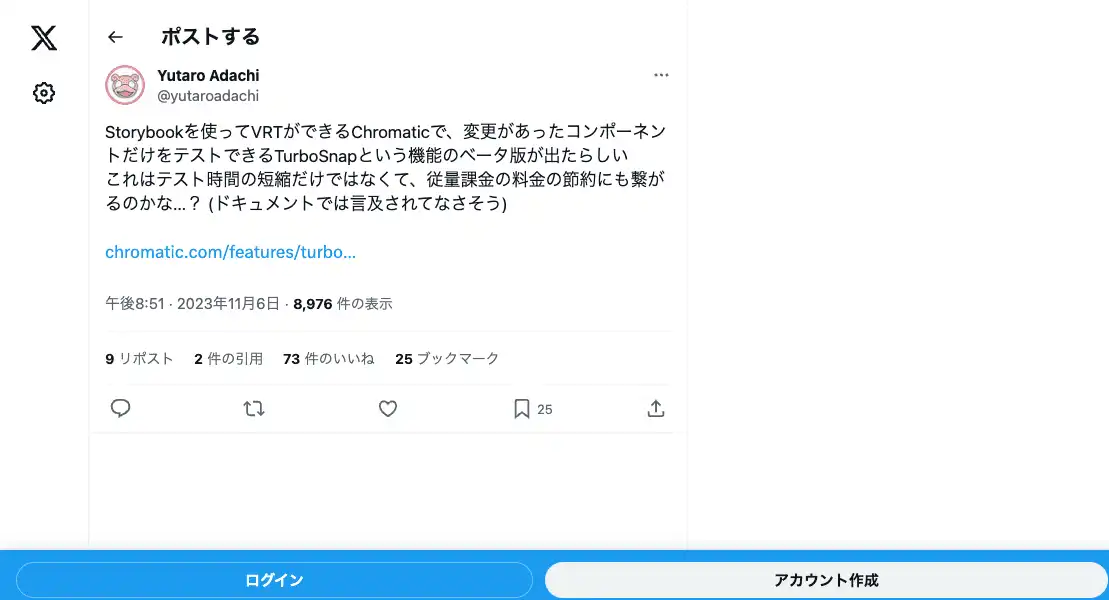 ポストする
Yutaro Adachi
@yutaroadachi
Storybookを使ってVRTができるChromaticで、変更があったコンポーネン
トだけをテストできるTurboSnapという機能のベータ版が出たらしい
これはテスト時間の短縮だけではなくて、従量課金の料金の節約にも繋が
るのかな...？ (ドキュメントでは言及されてなさそう)
chromatic.com/features/turbo...
午後8:51 · 2023年11月6日 · 8,976 件の表示
9 リポスト 2 件の引用 73 件のいいね 25 ブックマーク
25
ログイン アカウント作成